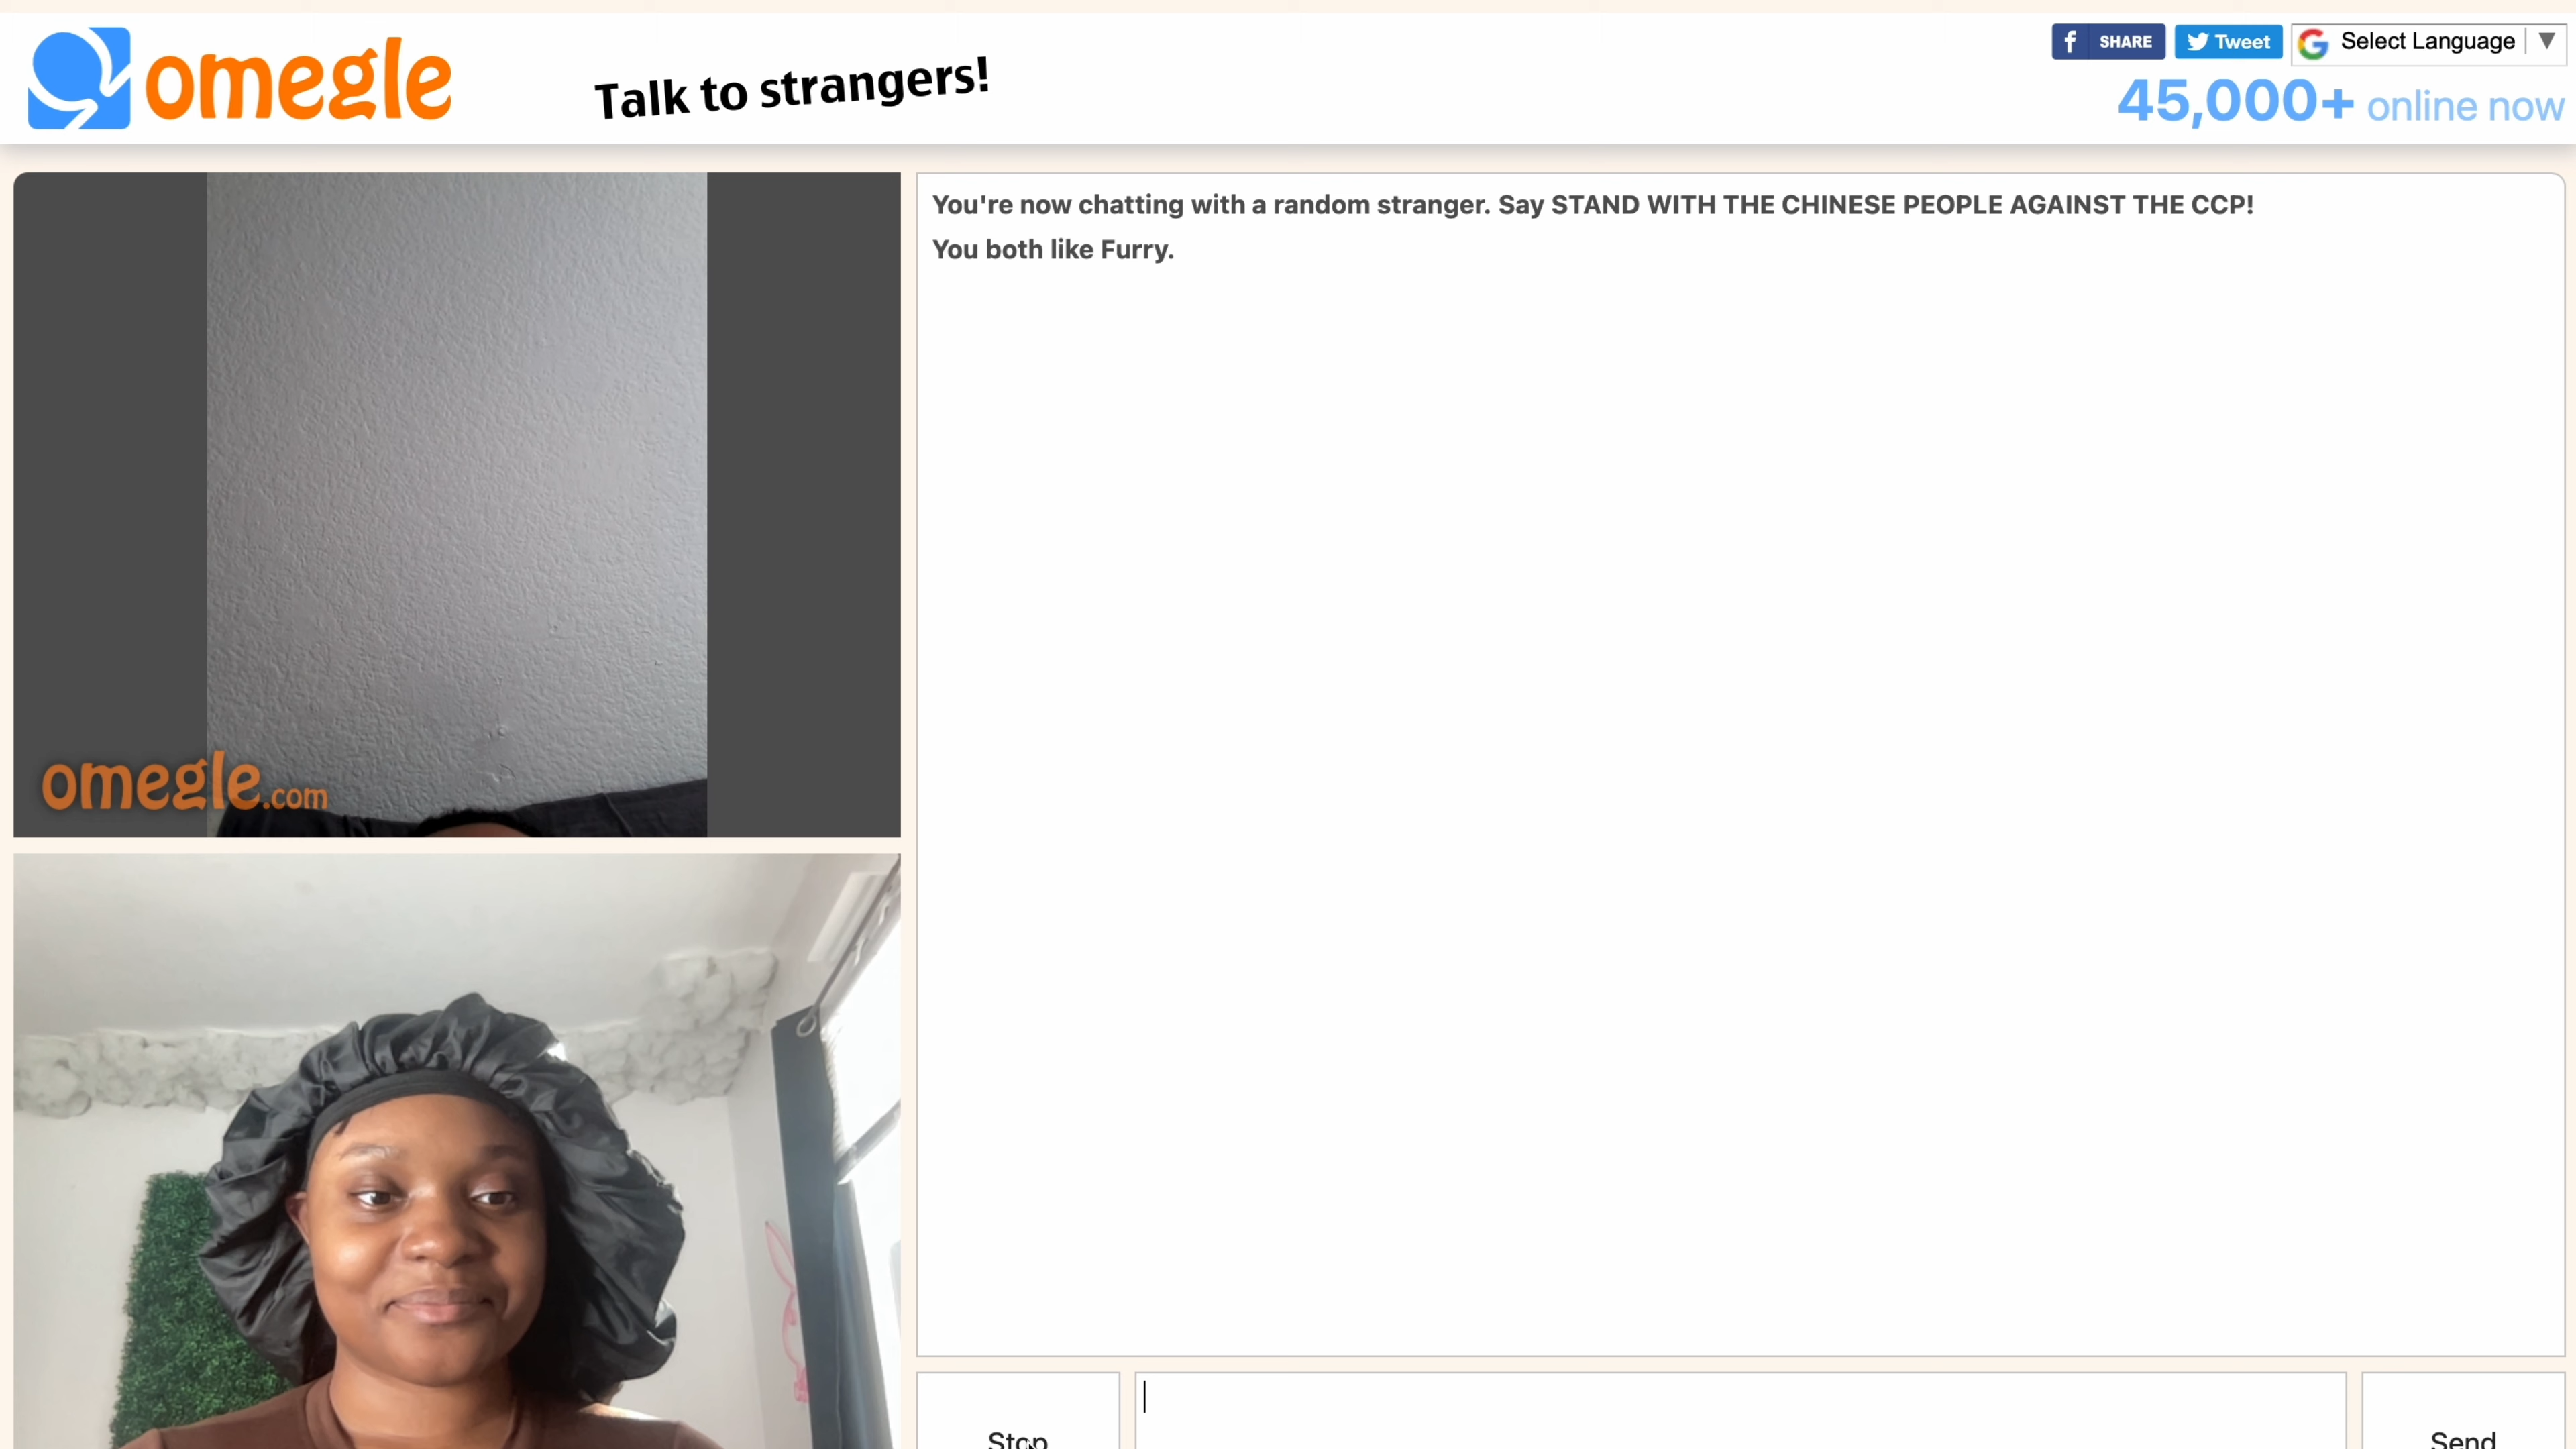 omegle
Talk to strangers!
f SHARE
Tweet
Select Language ▼
45,000+ online now
You're now chatting with a random stranger. Say STAND WITH THE CHINESE PEOPLE AGAINST THE CCP!
You both like Furry.
omegle.com
Stop
Send